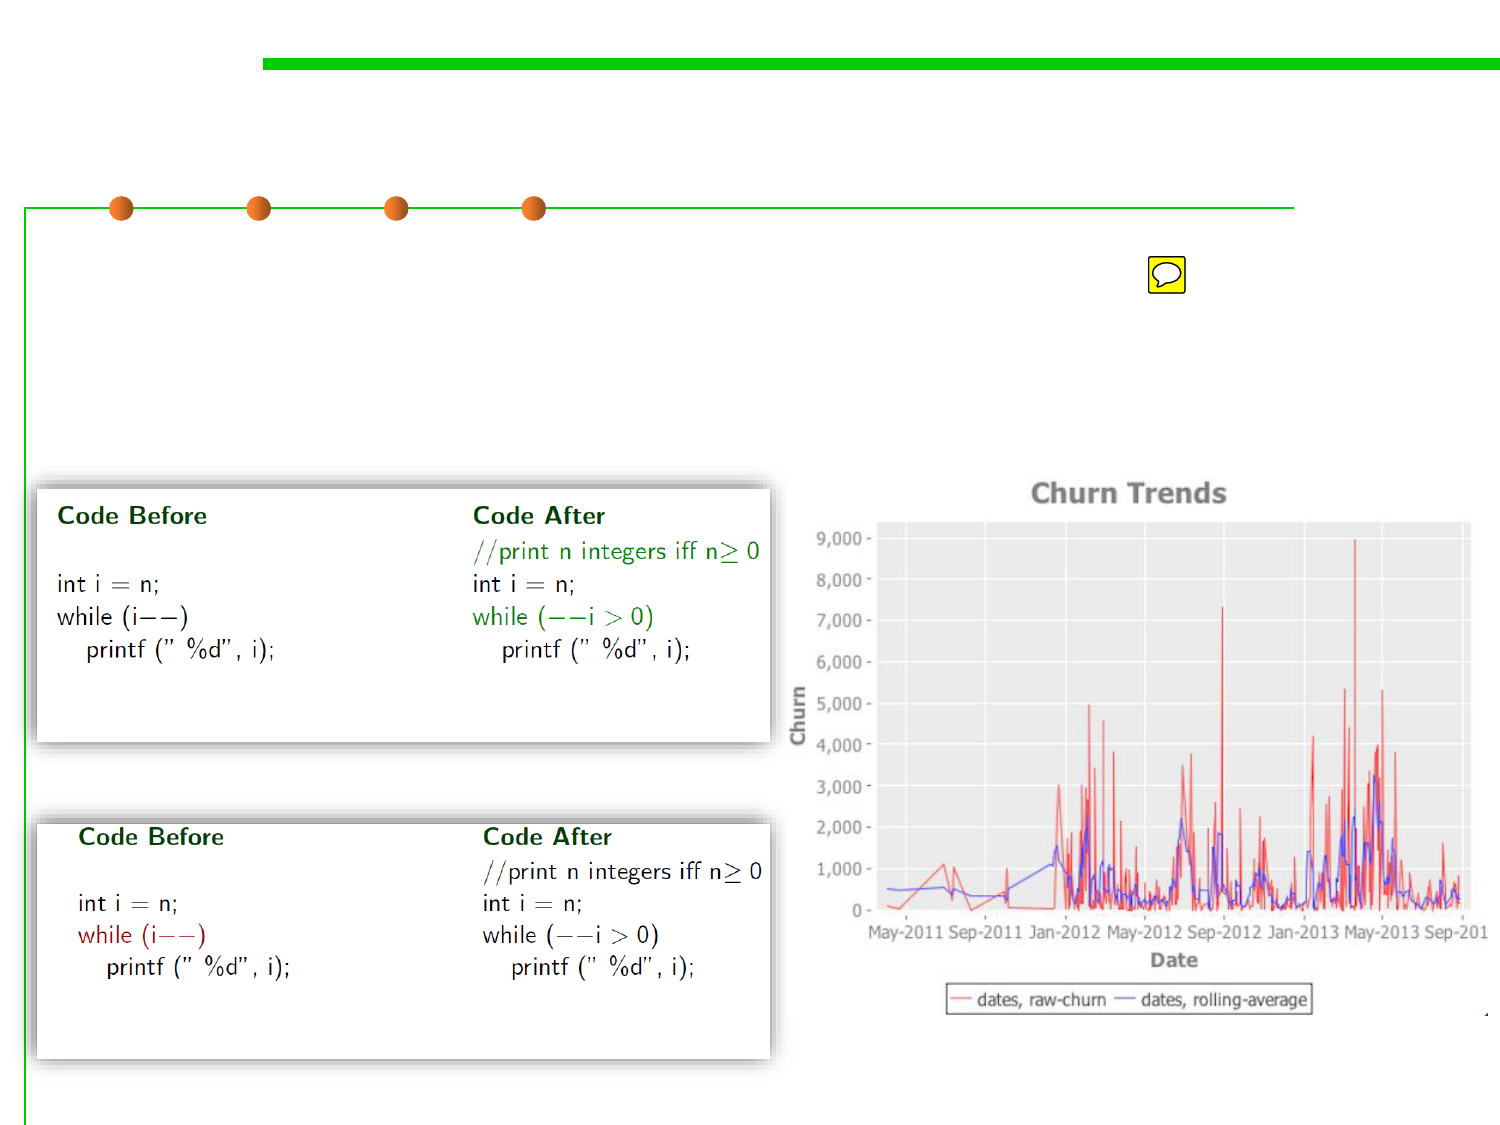 Code Before
Code After
//print n integers iff n≥ 0
int i = n;
int i = n;
while (i−−)
while (−−i > 0)
printf (" %d", i);
printf (" %d", i);
Code Before
Code After
//print n integers iff n≥ 0
int i = n;
int i = n;
while (i−−)
while (−−i > 0)
printf (" %d", i);
printf (" %d", i);
Churn Trends
Churn
9,000
8,000
7,000
6,000
5,000
4,000
3,000
2,000
1,000
0
May-2011 Sep-2011 Jan-2012 May-2012 Sep-2012 Jan-2013 May-2013 Sep-201
Date
dates, raw-churn dates, rolling-average